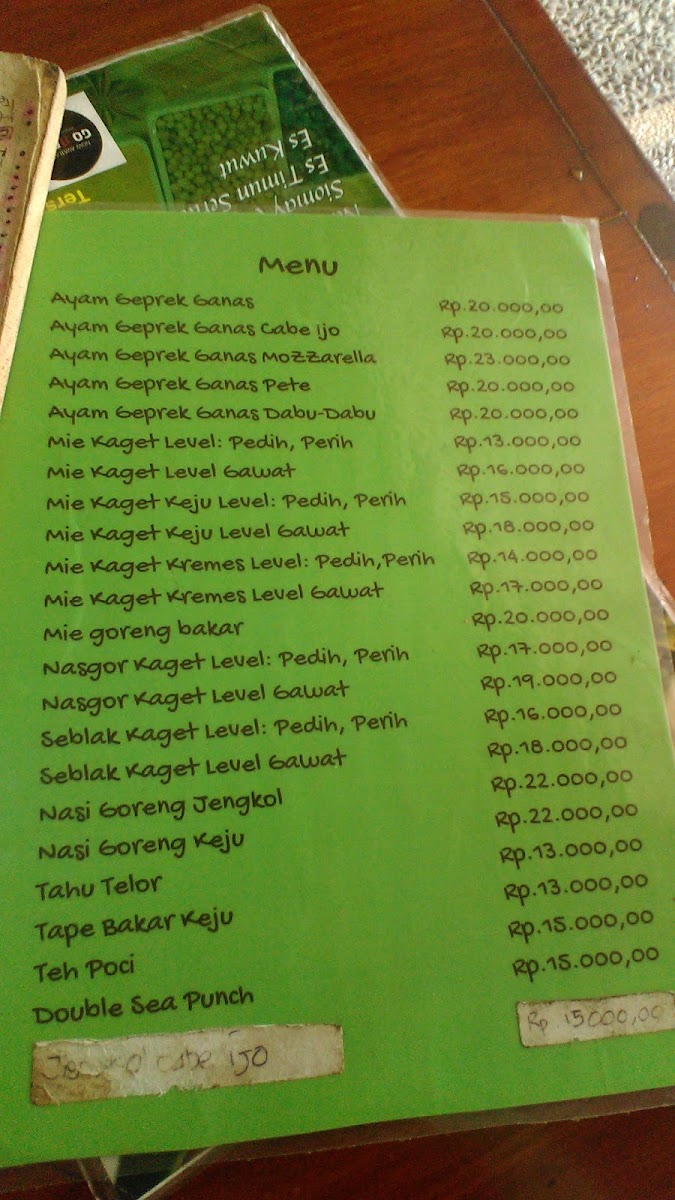 Es Kuwut
Es Timun
Siomay
Menu
Ayam Geprek Ganas Rp.20.000,00
Ayam Geprek Ganas Cabe Ijo Rp.20.000,00
Ayam Geprek Ganas Mozzarella Rp.23.000,00
Ayam Geprek Ganas Pete Rp.20.000,00
Ayam Geprek Ganas Dabu-Dabu Rp.20.000,00
Mie Kaget Level: Pedih, Perih Rp.13.000,00
Mie Kaget Level Gawat Rp.16.000,00
Mie Kaget Keju Level: Pedih, Perih Rp.15.000,00
Mie Kaget Keju Level Gawat Rp.18.000,00
Mie Kaget Kremes Level: Pedih,Perih Rp.14.000,00
Mie Kaget Kremes Level Gawat Rp.17.000,00
Mie goreng bakar Rp.20.000,00
Nasgor Kaget Level: Pedih, Perih Rp.17.000,00
Nasgor Kaget Level Gawat Rp.19.000,00
Seblak Kaget Level: Pedih, Perih Rp.16.000,00
Seblak Kaget Level Gawat Rp.18.000,00
Nasi Goreng Jengkol Rp.22.000,00
Nasi Goreng Keju Rp.22.000,00
Tahu Telor Rp.13.000,00
Tape Bakar Keju Rp.13.000,00
Teh Poci Rp.15.000,00
Double Sea Punch Rp.15.000,00
cabe ijo Rp 15000,00